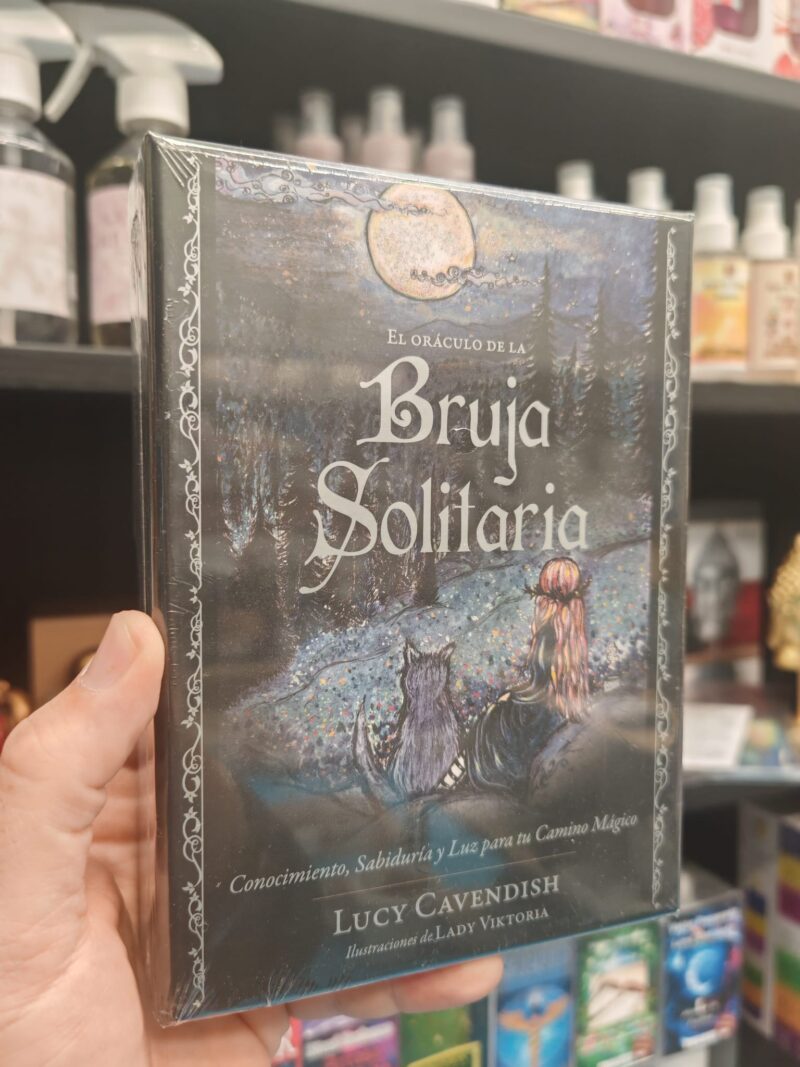 El oráculo de la
Bruja
Solitaria
Conocimiento, Sabiduría y Luz para tu Camino Mágico
Lucy Cavendish
Ilustraciones de Lady Viktoria